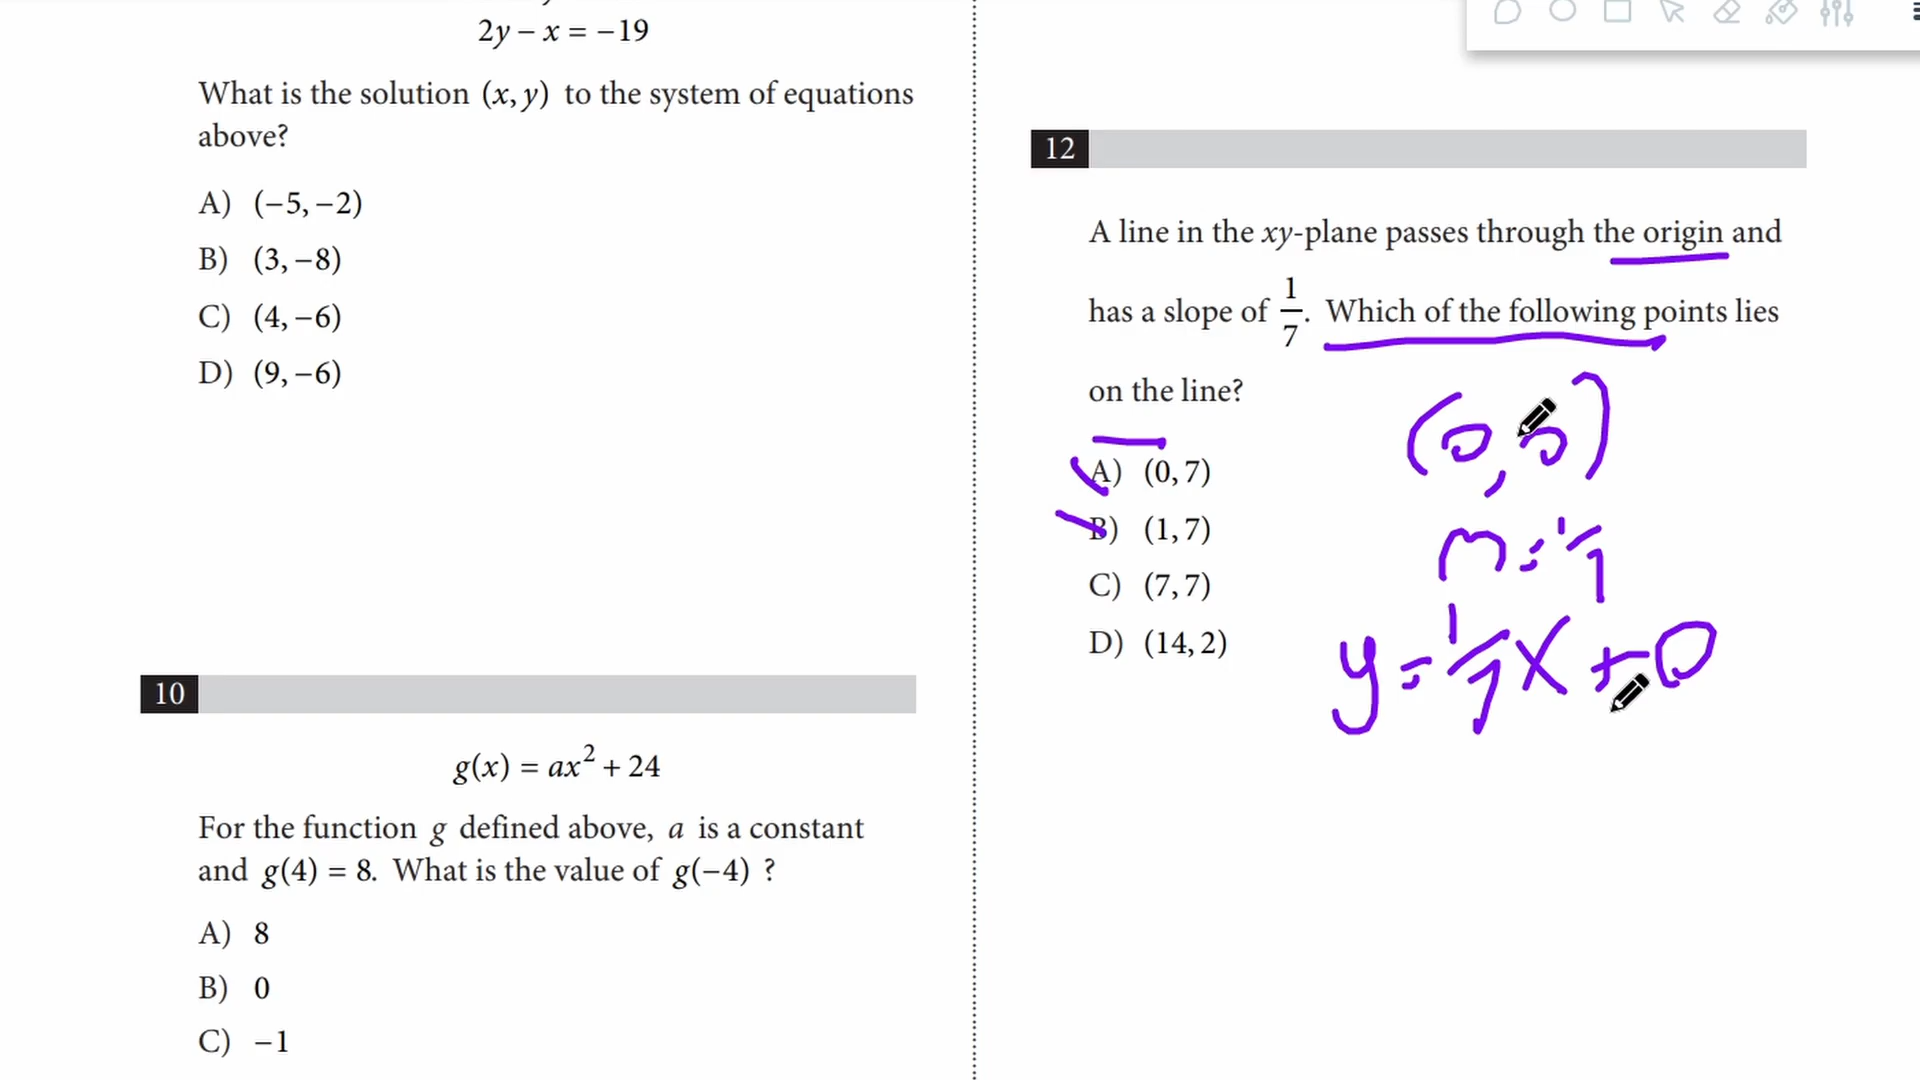 2y − x = −19
What is the solution (x, y) to the system of equations
above?
A) (−5, −2)
B) (3, −8)
C) (4, −6)
D) (9, −6)
10
g(x) = ax² + 24
For the function g defined above, a is a constant
and g(4) = 8. What is the value of g(−4) ?
A) 8
B) 0
C) −1
12
A line in the xy-plane passes through the origin and
has a slope of 1/7. Which of the following points lies
on the line?
A) (0, 7)
B) (1, 7)
C) (7, 7)
D) (14, 2)
(0, 0)
m = 1/7
y = 1/7 x + 0